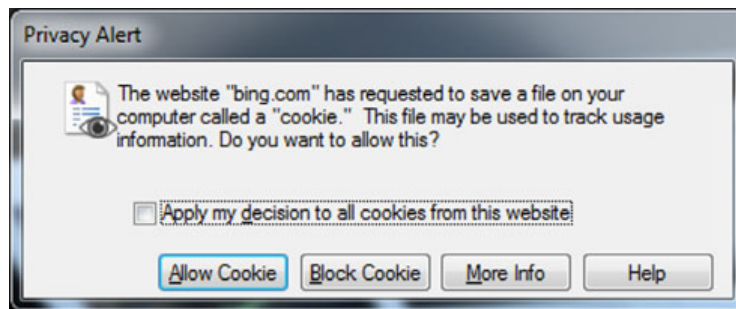 Privacy Alert
The website "bing.com" has requested to save a file on your
computer called a "cookie." This file may be used to track usage
information. Do you want to allow this?
Apply my decision to all cookies from this website
Allow Cookie Block Cookie More Info Help